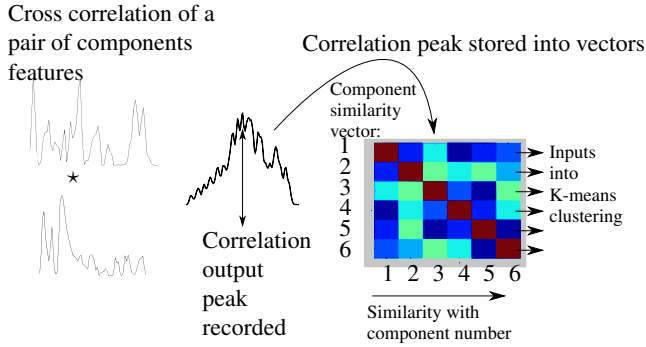 Cross correlation of a
pair of components
features
Correlation peak stored into vectors
Component
similarity
vector:
Correlation
output
peak
recorded
1
2
3
4
5
6
1 2 3 4 5 6
Inputs
into
K-means
clustering
Similarity with
component number